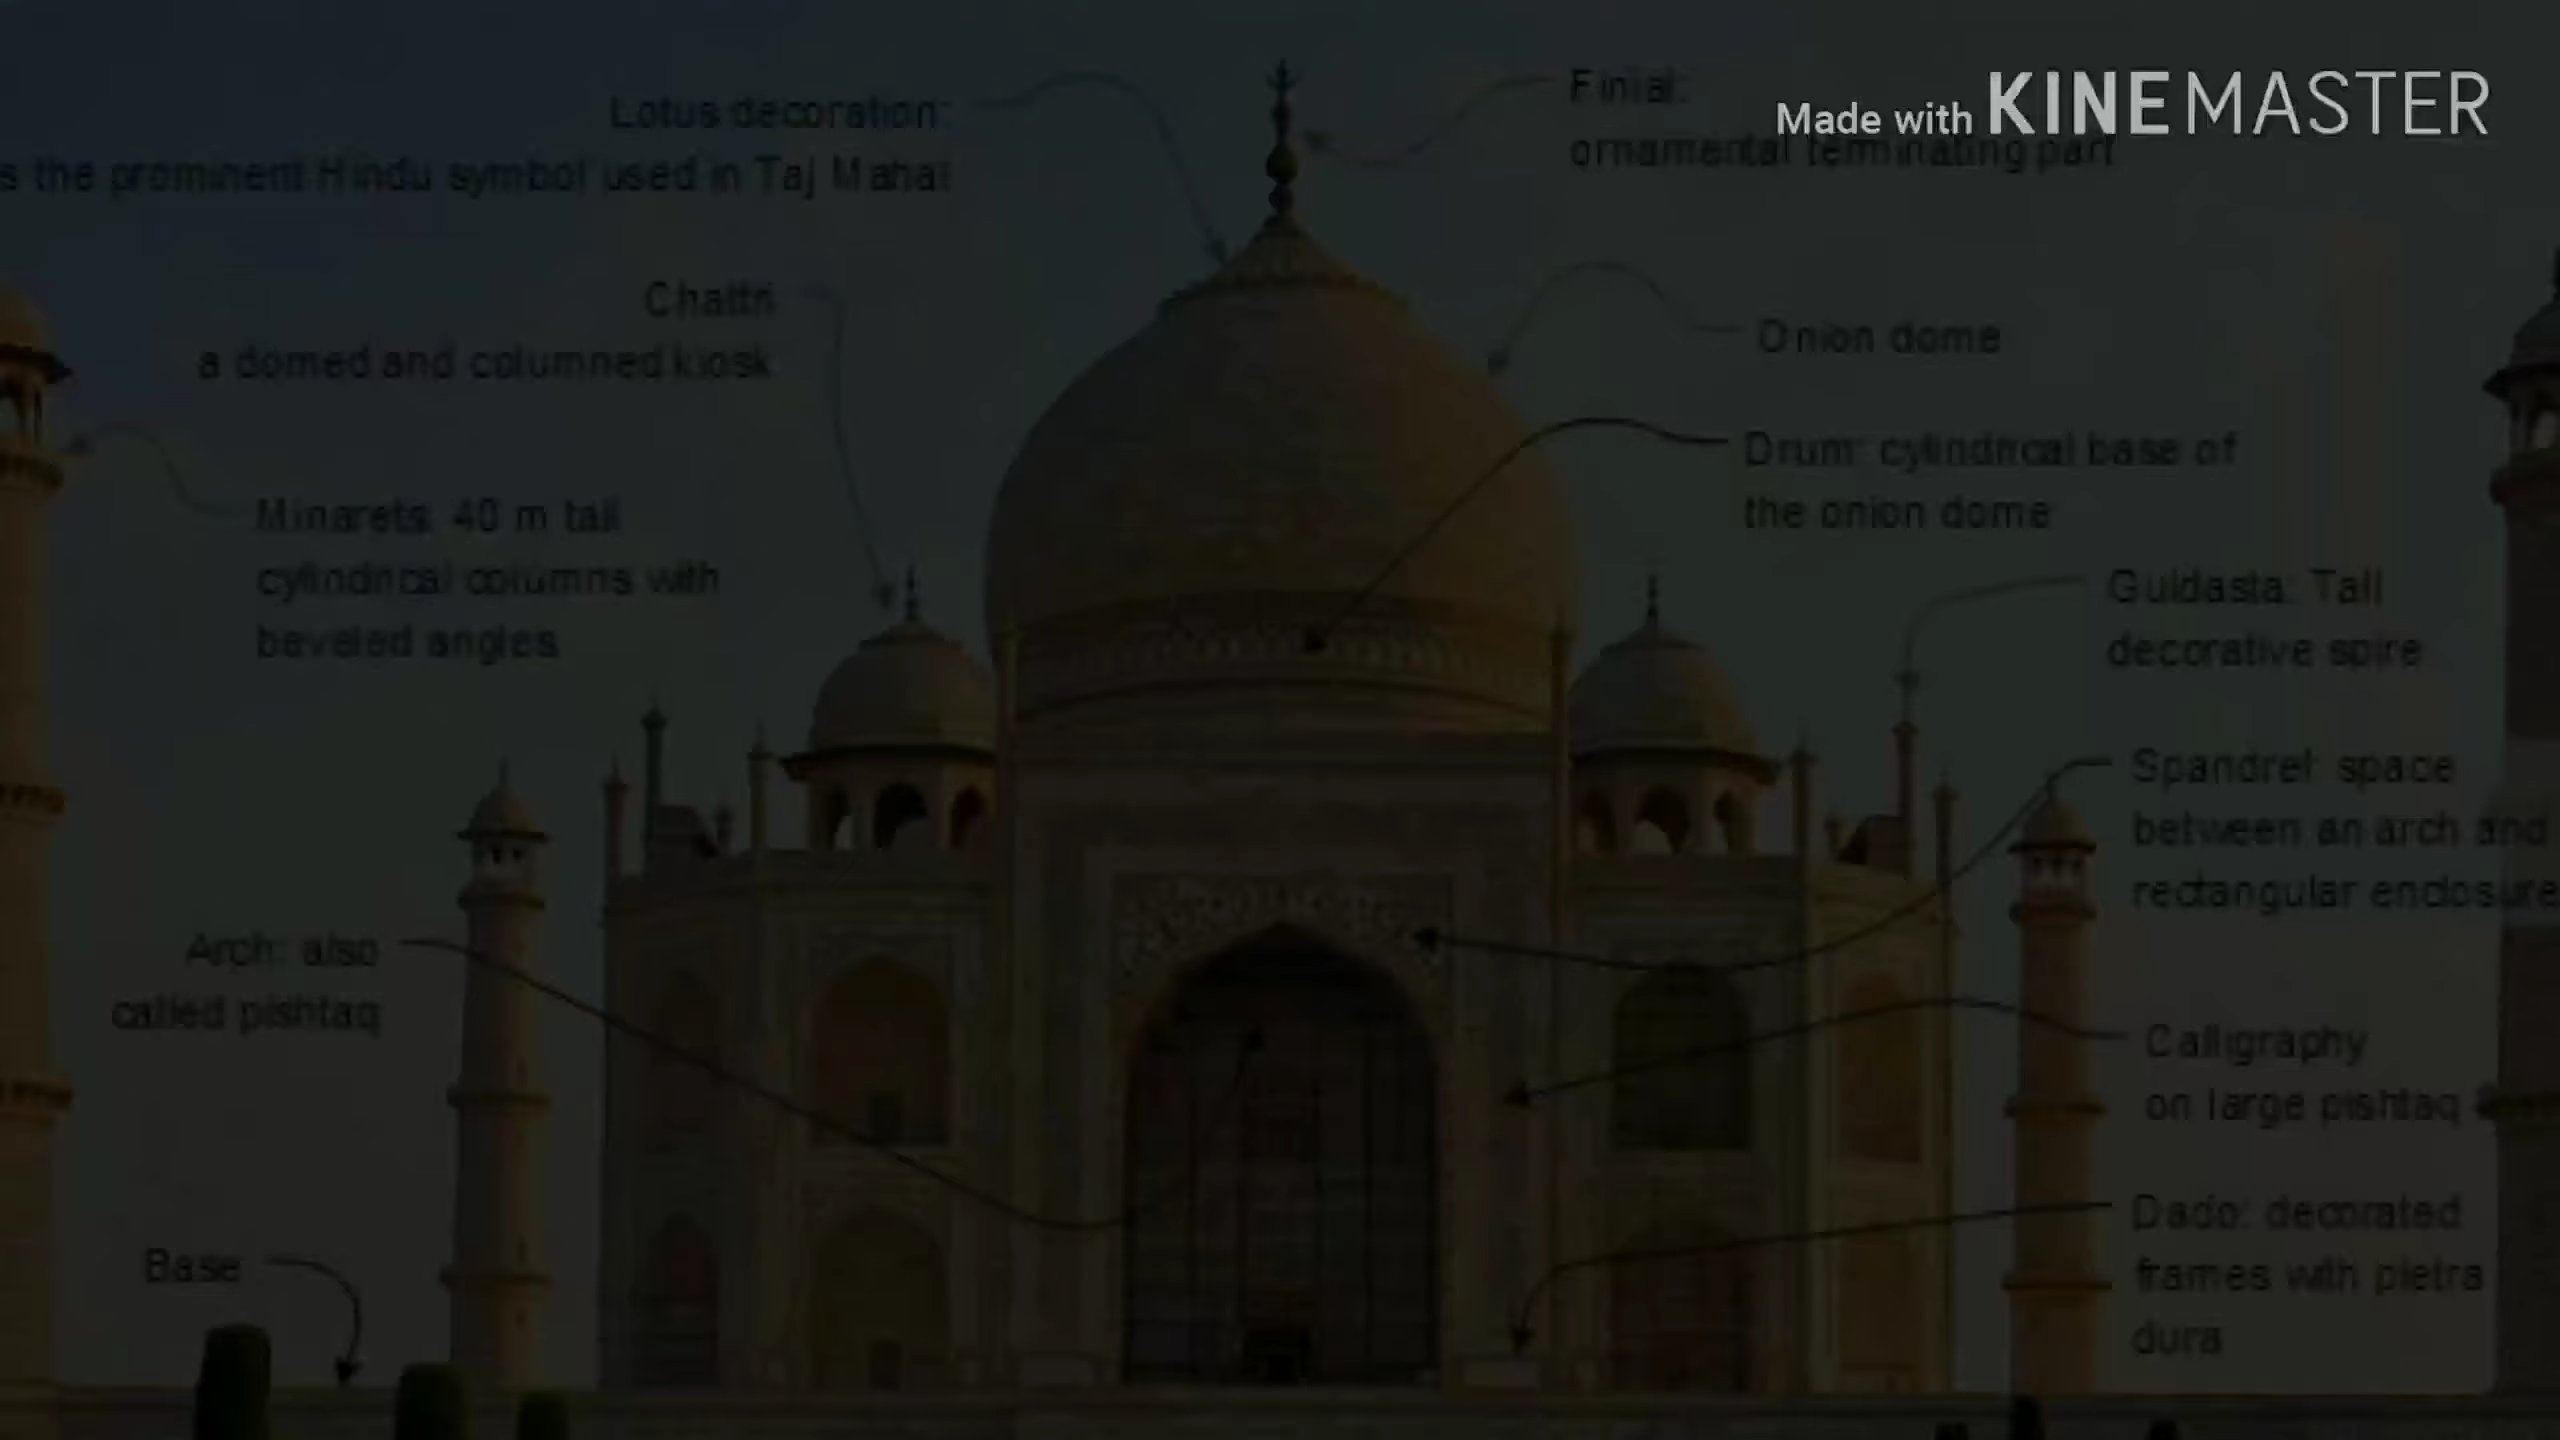 Made with KINEMASTER
Lotus decoration:
s the prominent Hindu symbol used in Taj Mahal
Finial:
ornamental terminating part
Chattri
a domed and columned kiosk
Onion dome
Drum: cylindrical base of
the onion dome
Minarets: 40 m tall
cylindrical columns with
beveled angles
Guldasta: Tall
decorative spire
Spandrel: space
between an arch and
rectangular enclosure
Arch: also
called pishtaq
Calligraphy
on large pishtaq
Dado: decorated
frames with pietra
dura
Base